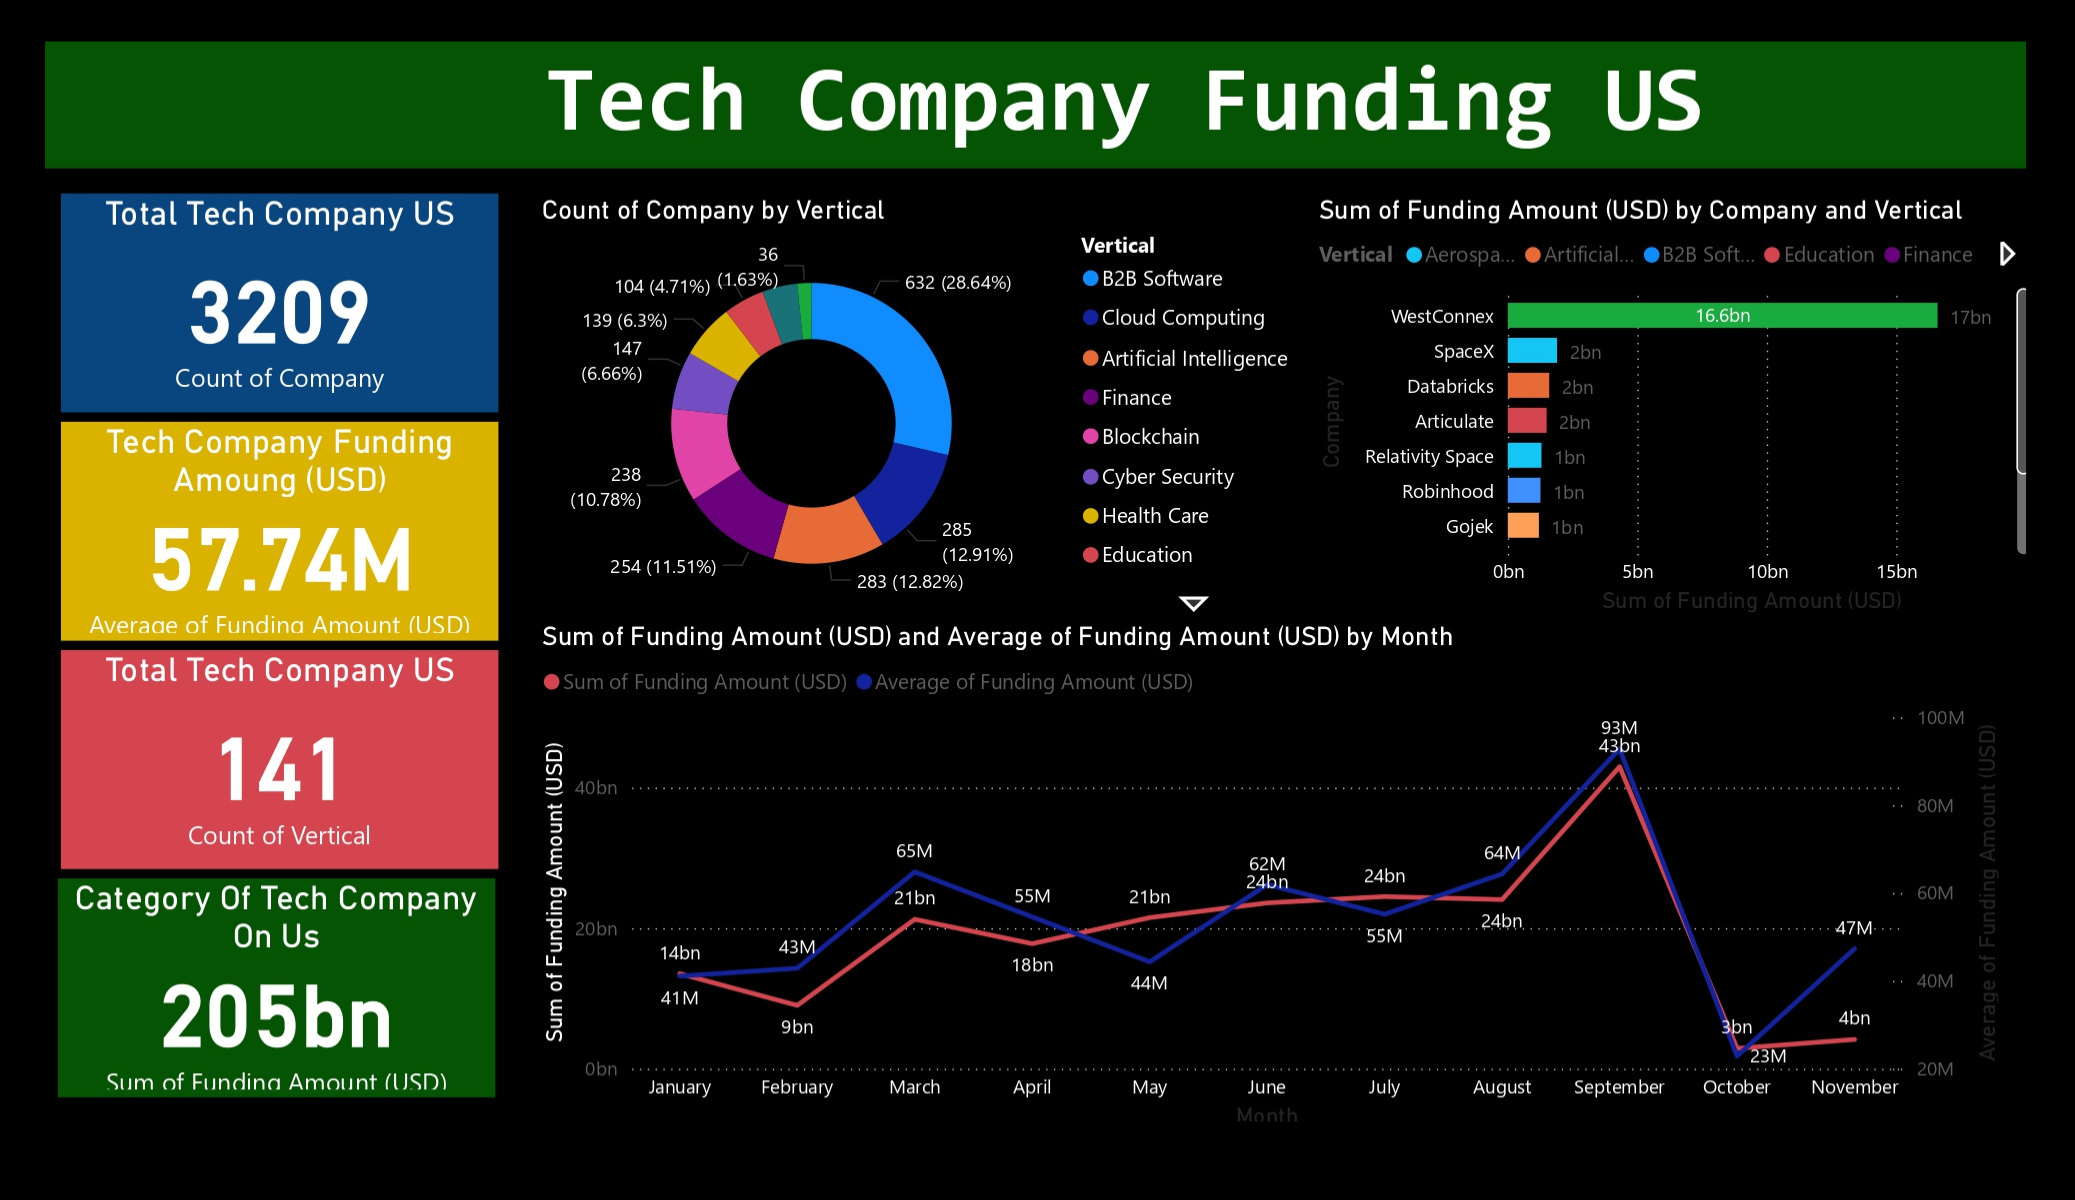 Tech Company Funding US
Total Tech Company US
3209
Count of Company
Tech Company Funding
Amoung (USD)
57.74M
Average of Funding Amount (USD)
Total Tech Company US
141
Count of Vertical
Category Of Tech Company
On Us
205bn
Sum of Funding Amount (USD)
Count of Company by Vertical
36
(1.63%)
104 (4.71%)
139 (6.3%)
147
(6.66%)
238
(10.78%)
254 (11.51%)
283 (12.82%)
285
(12.91%)
632 (28.64%)
Vertical
B2B Software
Cloud Computing
Artificial Intelligence
Finance
Blockchain
Cyber Security
Health Care
Education
Sum of Funding Amount (USD) by Company and Vertical
Vertical Aerospa... Artificial... B2B Soft... Education Finance
Company
WestConnex 16.6bn 17bn
SpaceX 2bn
Databricks 2bn
Articulate 2bn
Relativity Space 1bn
Robinhood 1bn
Gojek 1bn
0bn 5bn 10bn 15bn
Sum of Funding Amount (USD)
Sum of Funding Amount (USD) and Average of Funding Amount (USD) by Month
Sum of Funding Amount (USD) Average of Funding Amount (USD)
Sum of Funding Amount (USD)
40bn
20bn
0bn
14bn
41M
43M
9bn
65M
21bn
55M
18bn
21bn
44M
62M
24bn
24bn
55M
64M
24bn
93M
43bn
3bn
23M
47M
4bn
100M
80M
60M
40M
20M
Average of Funding Amount (USD)
January February March April May June July August September October November
Month